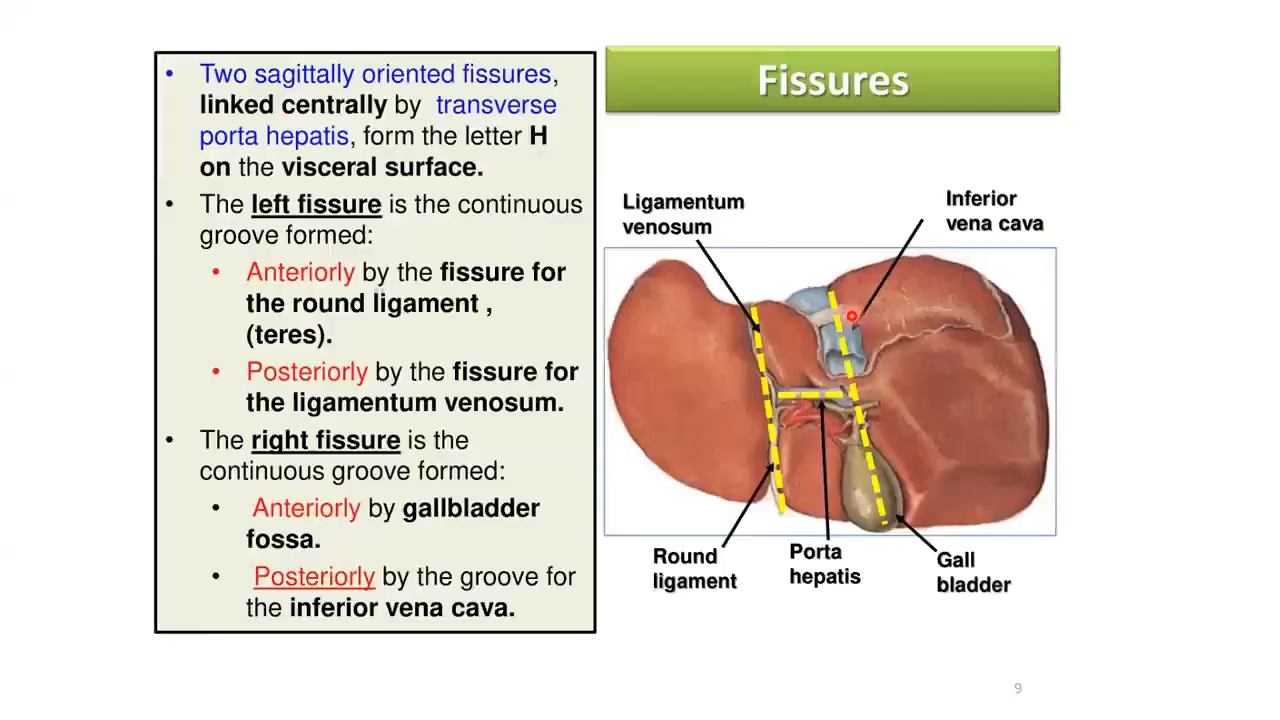 • Two sagittally oriented fissures,
linked centrally by transverse
porta hepatis, form the letter H
on the visceral surface.
• The left fissure is the continuous
groove formed:
• Anteriorly by the fissure for
the round ligament ,
(teres).
• Posteriorly by the fissure for
the ligamentum venosum.
• The right fissure is the
continuous groove formed:
• Anteriorly by gallbladder
fossa.
• Posteriorly by the groove for
the inferior vena cava.
Fissures
Ligamentum
venosum
Inferior
vena cava
Round
ligament
Porta
hepatis
Gall
bladder
9